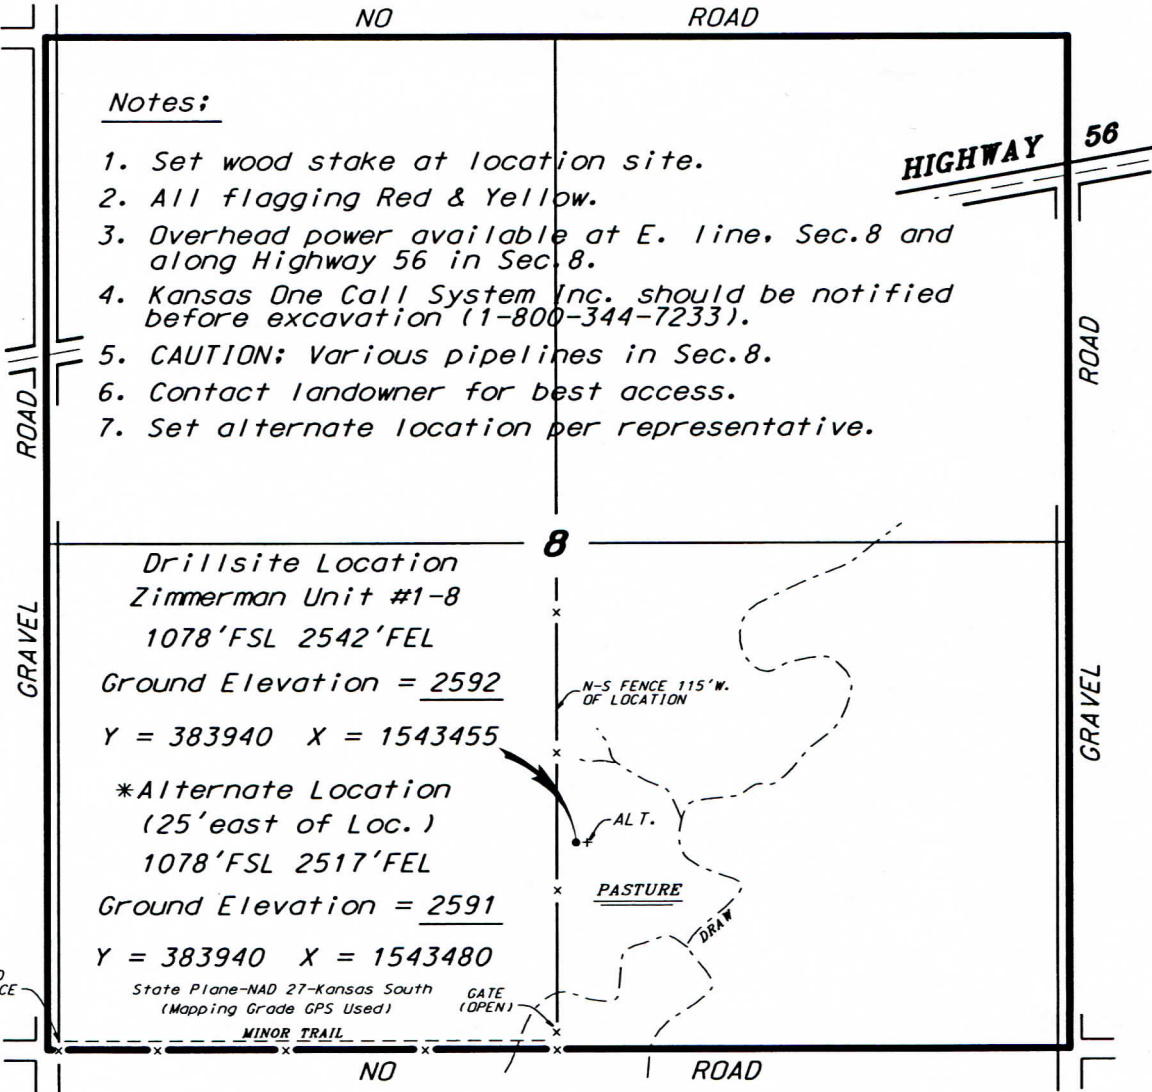 NO ROAD
Notes:
1. Set wood stake at location site.
2. All flagging Red & Yellow.
3. Overhead power available at E. line, Sec.8 and
along Highway 56 in Sec.8.
4. Kansas One Call System Inc. should be notified
before excavation (1-800-344-7233).
5. CAUTION: Various pipelines in Sec.8.
6. Contact landowner for best access.
7. Set alternate location per representative.
HIGHWAY 56
GRAVEL ROAD
GRAVEL ROAD
8
Drillsite Location
Zimmerman Unit #1-8
1078'FSL 2542'FEL
Ground Elevation = 2592
Y = 383940 X = 1543455
*Alternate Location
(25'east of Loc.)
1078'FSL 2517'FEL
Ground Elevation = 2591
Y = 383940 X = 1543480
State Plane-NAD 27-Kansas South
(Mapping Grade GPS Used)
MINOR TRAIL
GATE
(OPEN)
N-S FENCE 115'W.
OF LOCATION
ALT.
PASTURE
DRAW
NO ROAD